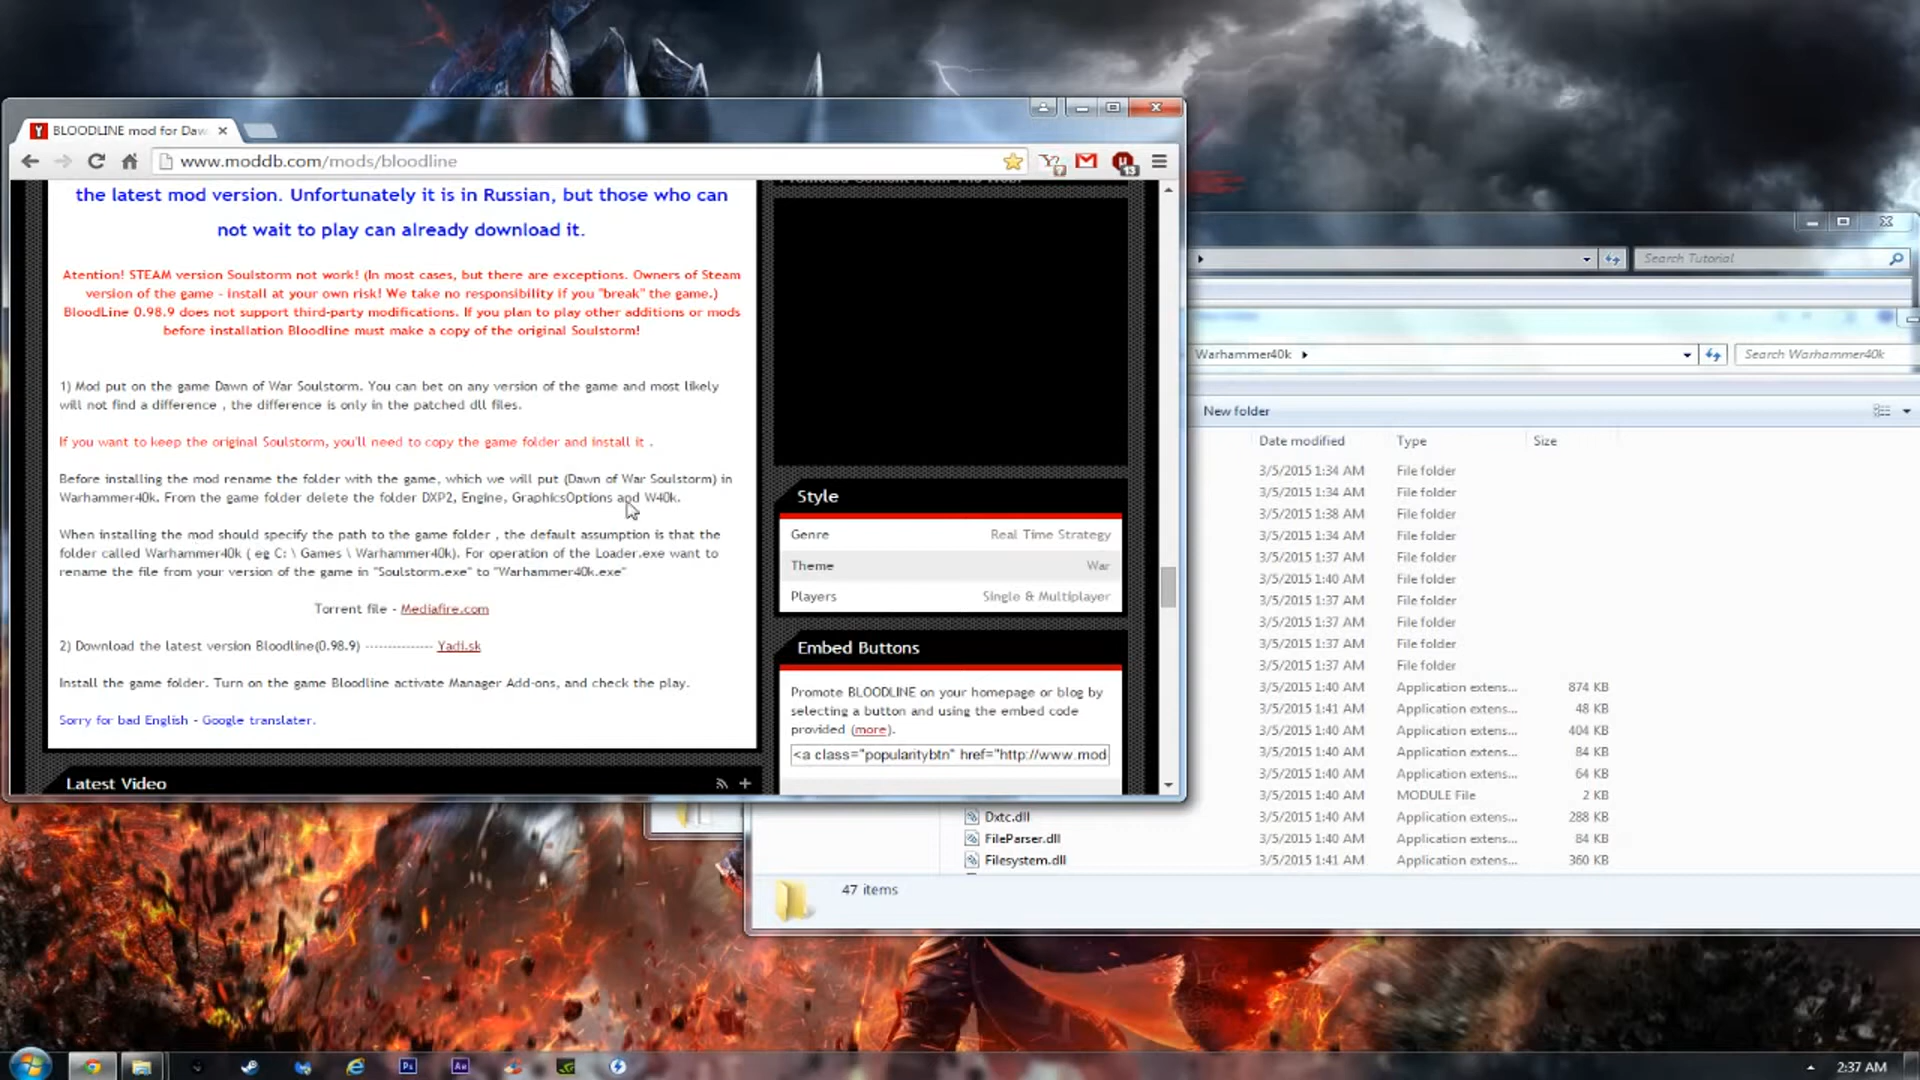 BLOODLINE mod for Daw
www.moddb.com/mods/bloodline
13
the latest mod version. Unfortunately it is in Russian, but those who can
not wait to play can already download it.
Atention! STEAM version Soulstorm not work! (In most cases, but there are exceptions. Owners of Steam
version of the game - install at your own risk! We take no responsibility if you "break" the game.)
BloodLine 0.98.9 does not support third-party modifications. If you plan to play other additions or mods
before installation Bloodline must make a copy of the original Soulstorm!
1) Mod put on the game Dawn of War Soulstorm. You can bet on any version of the game and most likely
will not find a difference , the difference is only in the patched dll files.
If you want to keep the original Soulstorm, you'll need to copy the game folder and install it .
Before installing the mod rename the folder with the game, which we will put (Dawn of War Soulstorm) in
Warhammer40k. From the game folder delete the folder DXP2, Engine, GraphicsOptions and W40k.
When installing the mod should specify the path to the game folder , the default assumption is that the
folder called Warhammer40k ( eg C: \ Games \ Warhammer40k). For operation of the Loader.exe want to
rename the file from your version of the game in "Soulstorm.exe" to "Warhammer40k.exe"
Torrent file - Mediafire.com
2) Download the latest version Bloodline(0.98.9) -------------- Yadi.sk
Install the game folder. Turn on the game Bloodline activate Manager Add-ons, and check the play.
Sorry for bad English - Google translater.
Latest Video
Style
Genre Real Time Strategy
Theme War
Players Single & Multiplayer
Embed Buttons
Promote BLOODLINE on your homepage or blog by
selecting a button and using the embed code
provided (more).
<a class="popularitybtn" href="http://www.mod
Search Tutorial
Warhammer40k
Search Warhammer40k
New folder
Date modified Type Size
3/5/2015 1:34 AM File folder
3/5/2015 1:34 AM File folder
3/5/2015 1:38 AM File folder
3/5/2015 1:34 AM File folder
3/5/2015 1:37 AM File folder
3/5/2015 1:40 AM File folder
3/5/2015 1:37 AM File folder
3/5/2015 1:37 AM File folder
3/5/2015 1:37 AM File folder
3/5/2015 1:37 AM File folder
3/5/2015 1:40 AM Application extens... 874 KB
3/5/2015 1:41 AM Application extens... 48 KB
3/5/2015 1:40 AM Application extens... 404 KB
3/5/2015 1:40 AM Application extens... 84 KB
3/5/2015 1:40 AM Application extens... 64 KB
3/5/2015 1:40 AM MODULE File 2 KB
Dxtc.dll 3/5/2015 1:40 AM Application extens... 288 KB
FileParser.dll 3/5/2015 1:40 AM Application extens... 84 KB
Filesystem.dll 3/5/2015 1:41 AM Application extens... 360 KB
47 items
Ps
Ae
2:37 AM